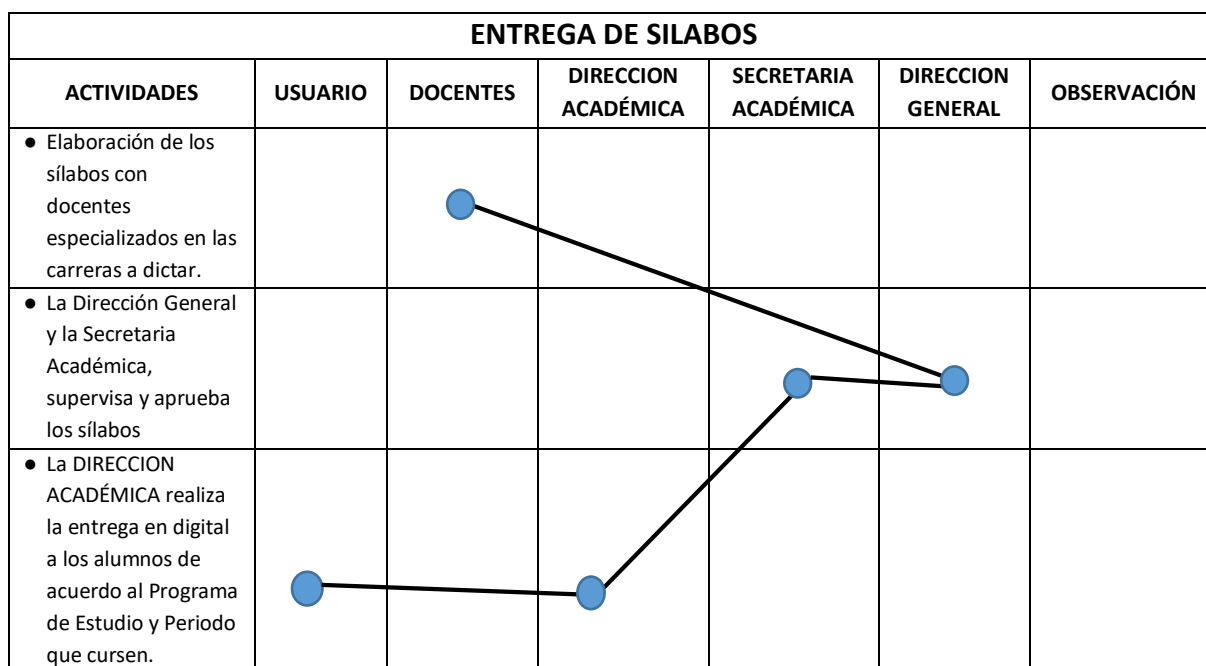 ENTREGA DE SILABOS
ACTIVIDADES
USUARIO
DOCENTES
DIRECCION
ACADÉMICA
SECRETARIA
ACADÉMICA
DIRECCION
GENERAL
OBSERVACIÓN
● Elaboración de los
sílabos con
docentes
especializados en las
carreras a dictar.
● La Dirección General
y la Secretaria
Académica,
supervisa y aprueba
los sílabos
● La DIRECCION
ACADÉMICA realiza
la entrega en digital
a los alumnos de
acuerdo al Programa
de Estudio y Periodo
que cursen.